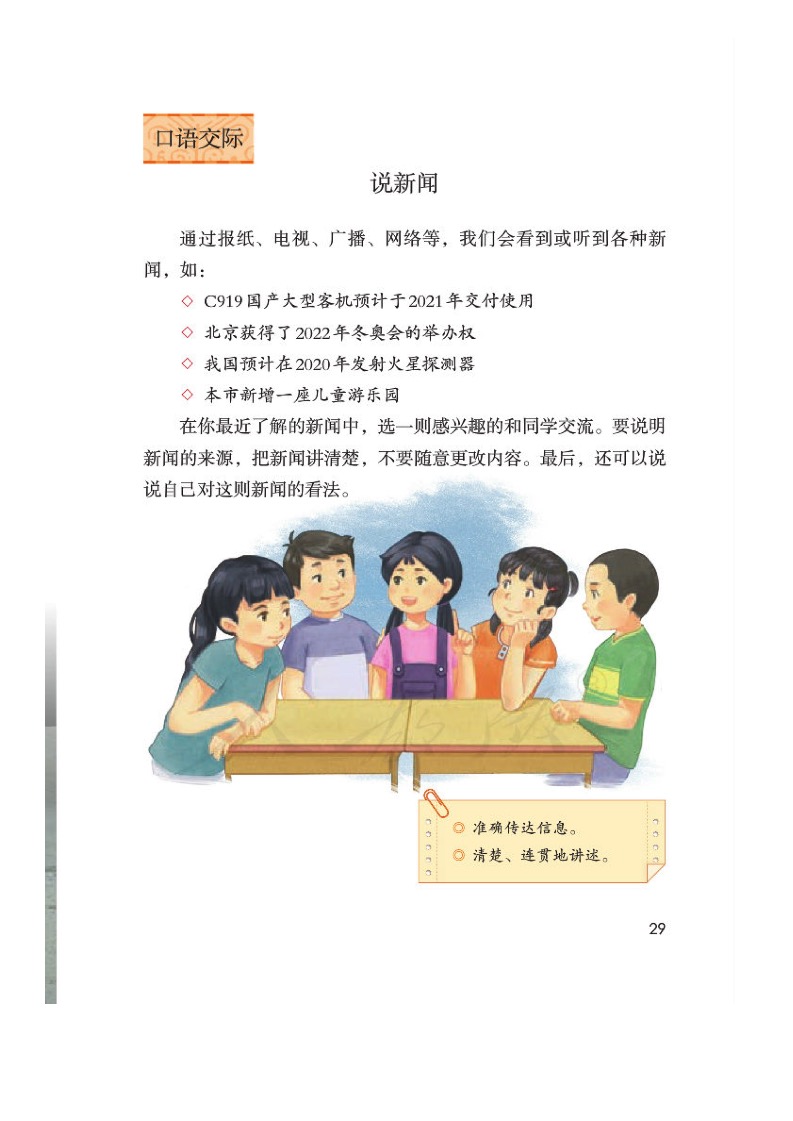 口语交际
说新闻
通过报纸、电视、广播、网络等，我们会看到或听到各种新
闻，如：
◇ C919国产大型客机预计于2021年交付使用
◇ 北京获得了2022年冬奥会的举办权
◇ 我国预计在2020年发射火星探测器
◇ 本市新增一座儿童游乐园
在你最近了解的新闻中，选一则感兴趣的和同学交流。要说明
新闻的来源，把新闻讲清楚，不要随意更改内容。最后，还可以说
说自己对这则新闻的看法。
◎ 准确传达信息。
◎ 清楚、连贯地讲述。
29